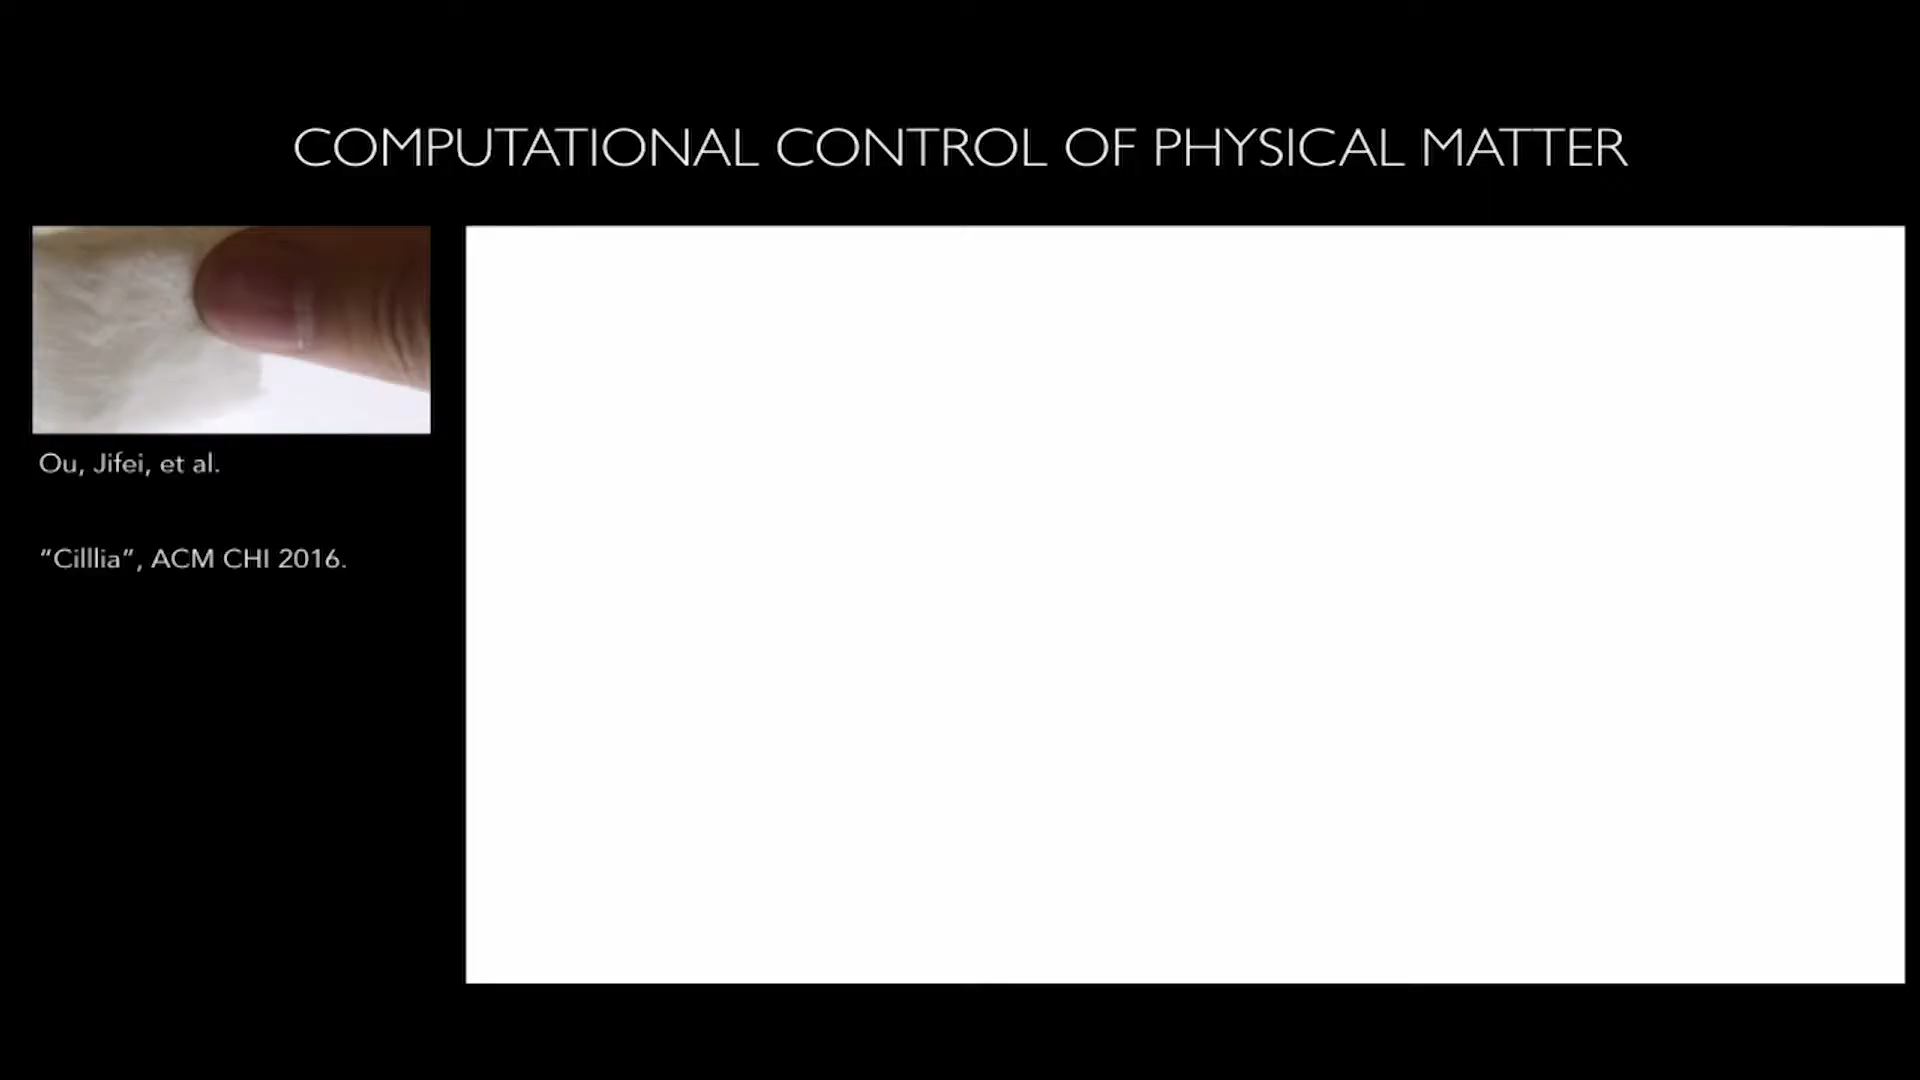 COMPUTATIONAL CONTROL OF PHYSICAL MATTER
Ou, Jifei, et al.
“Cilllia”, ACM CHI 2016.